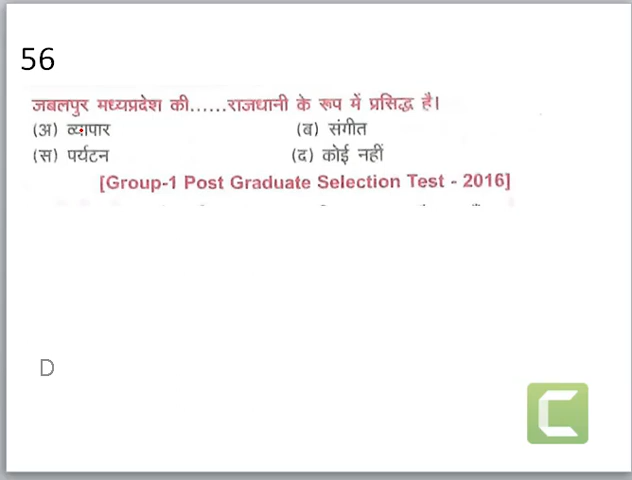 56
जबलपुर मध्यप्रदेश की......राजधानी के रूप में प्रसिद्ध है।
(अ) व्यापार (ब) संगीत
(स) पर्यटन (द) कोई नहीं
[Group-1 Post Graduate Selection Test - 2016]
D